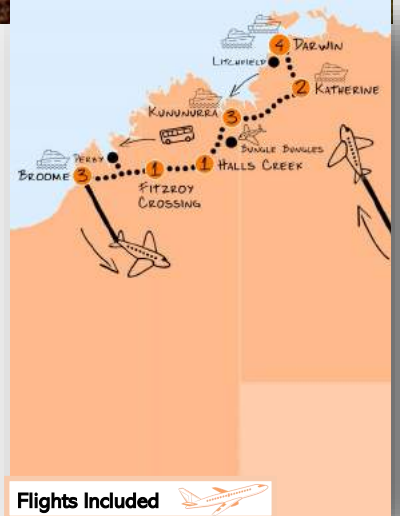 4 DARWIN
LITCHFIELD
2 KATHERINE
KUNUNURRA
3
BUNGLE BUNGLES
DERBY
1 HALLS CREEK
BROOME 3
1
FITZROY
CROSSING
Flights Included